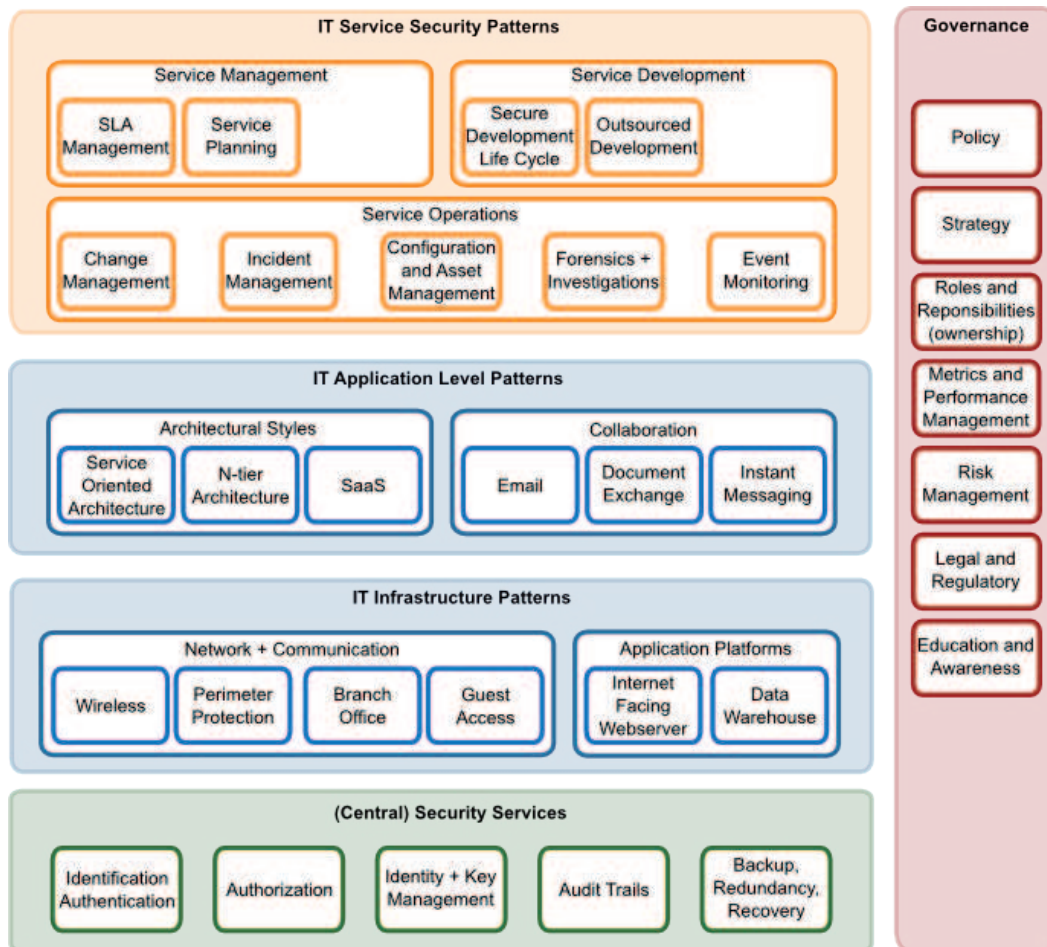 IT Service Security Patterns
Service Management
SLA
Management
Service
Planning
Service Development
Secure
Development
Life Cycle
Outsourced
Development
Service Operations
Change
Management
Incident
Management
Configuration
and Asset
Management
Forensics +
Investigations
Event
Monitoring
IT Application Level Patterns
Architectural Styles
Service
Oriented
Architecture
N-tier
Architecture
SaaS
Collaboration
Email
Document
Exchange
Instant
Messaging
IT Infrastructure Patterns
Network + Communication
Wireless
Perimeter
Protection
Branch
Office
Guest
Access
Application Platforms
Internet
Facing
Webserver
Data
Warehouse
(Central) Security Services
Identification
Authentication
Authorization
Identity + Key
Management
Audit Trails
Backup,
Redundancy,
Recovery
Governance
Policy
Strategy
Roles and
Reponsibilities
(ownership)
Metrics and
Performance
Management
Risk
Management
Legal and
Regulatory
Education and
Awareness